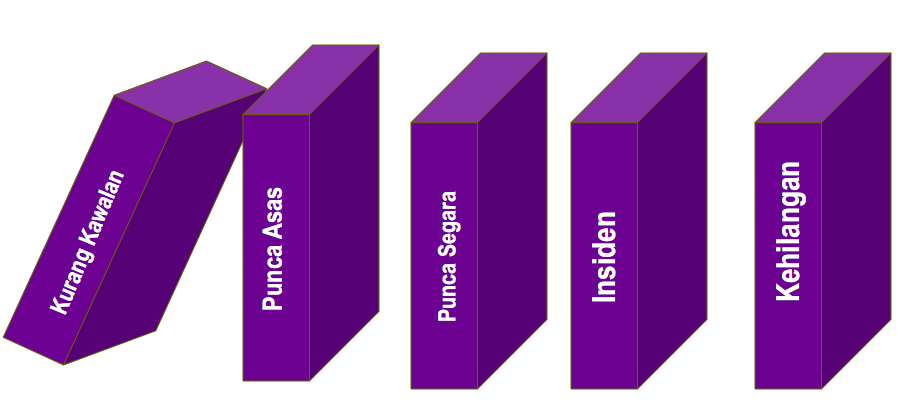 Kurang Kawalan
Punca Asas
Punca Segara
Insiden
Kehilangan